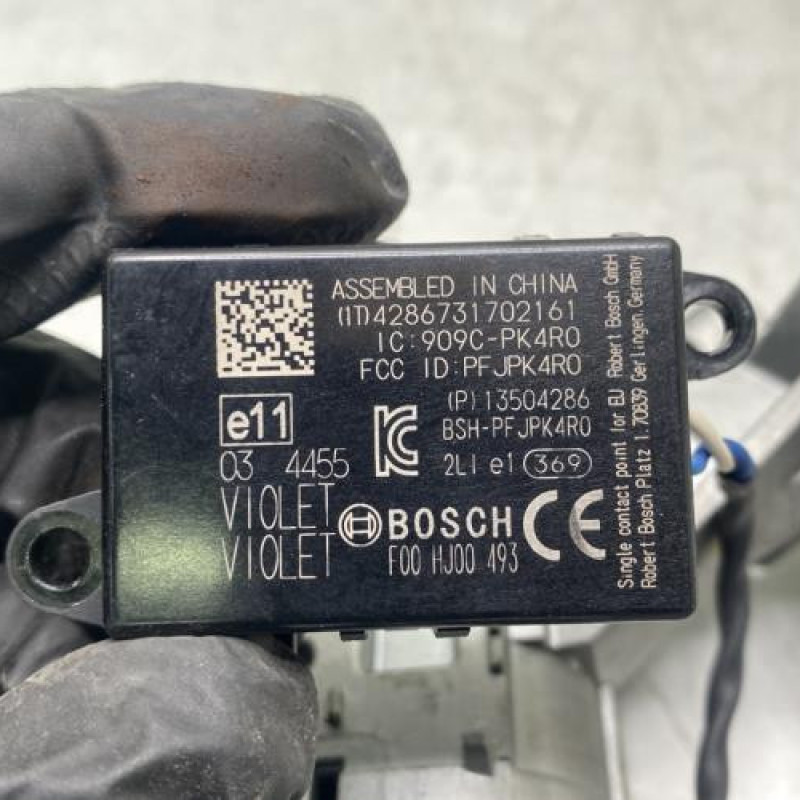 ASSEMBLED IN CHINA
(1T)4286731702161
IC:909C-PK4R0
FCC ID:PFJPK4R0
(P)13504286
e11
BSH-PFJPK4R0
03 4455
2LI e1 369
VIOLET
VIOLET
BOSCH
F00 HJ00 493
CE
Single contact point for EU Robert Bosch GmbH
Robert Bosch Platz 1.70839 Gerlingen Germany